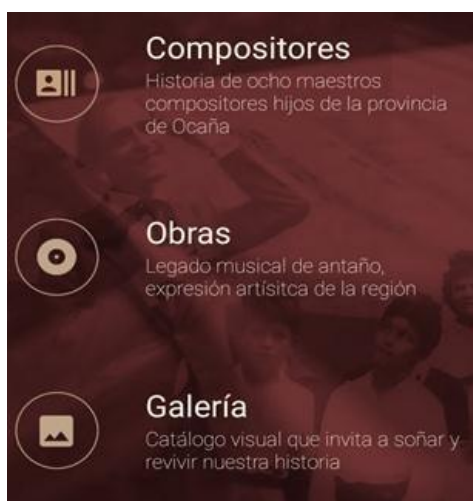 Compositores
Historia de ocho maestros
compositores hijos de la provincia
de Ocaña
Obras
Legado musical de antaño,
expresión artísitca de la región
Galería
Catálogo visual que invita a soñar y
revivir nuestra historia